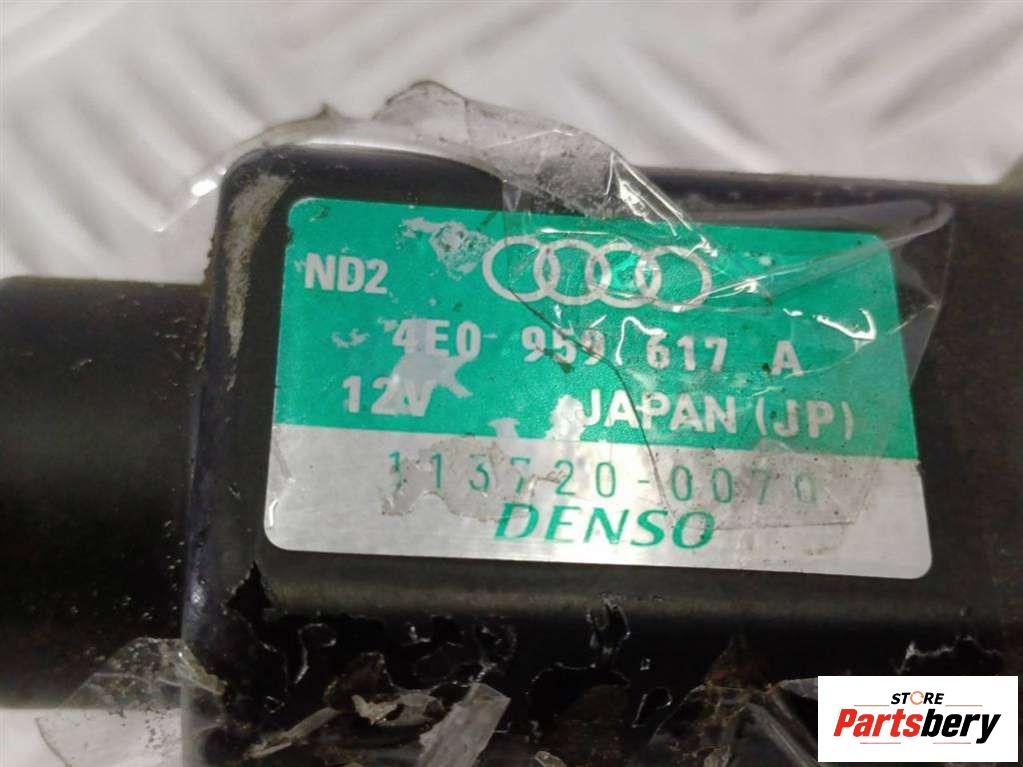 ND2
4E0 959 617 A
12V JAPAN (JP)
113720-0070
DENSO
STORE
Partsbery